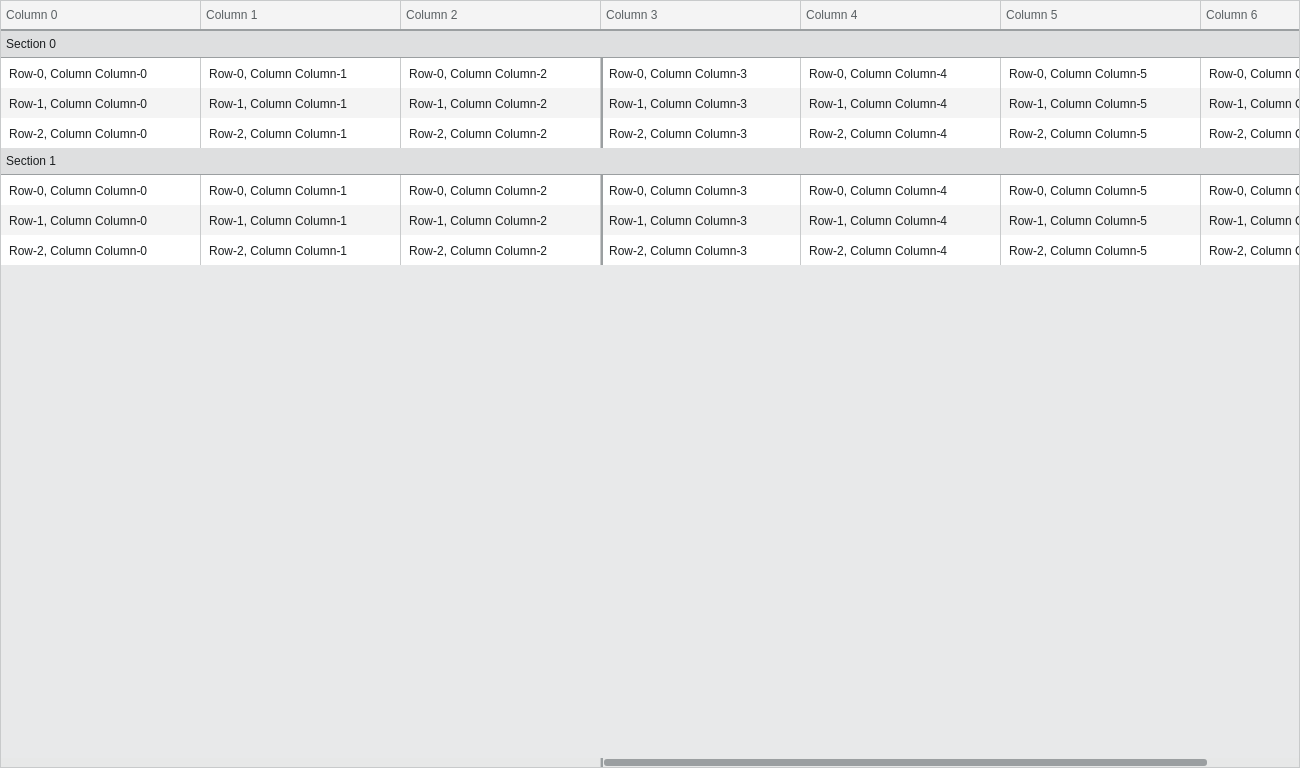 Column 0 Column 1 Column 2 Column 3 Column 4 Column 5 Column 6
Section 0
Row-0, Column Column-0 Row-0, Column Column-1 Row-0, Column Column-2 Row-0, Column Column-3 Row-0, Column Column-4 Row-0, Column Column-5 Row-0, Column
Row-1, Column Column-0 Row-1, Column Column-1 Row-1, Column Column-2 Row-1, Column Column-3 Row-1, Column Column-4 Row-1, Column Column-5 Row-1, Column
Row-2, Column Column-0 Row-2, Column Column-1 Row-2, Column Column-2 Row-2, Column Column-3 Row-2, Column Column-4 Row-2, Column Column-5 Row-2, Column
Section 1
Row-0, Column Column-0 Row-0, Column Column-1 Row-0, Column Column-2 Row-0, Column Column-3 Row-0, Column Column-4 Row-0, Column Column-5 Row-0, Column
Row-1, Column Column-0 Row-1, Column Column-1 Row-1, Column Column-2 Row-1, Column Column-3 Row-1, Column Column-4 Row-1, Column Column-5 Row-1, Column
Row-2, Column Column-0 Row-2, Column Column-1 Row-2, Column Column-2 Row-2, Column Column-3 Row-2, Column Column-4 Row-2, Column Column-5 Row-2, Column